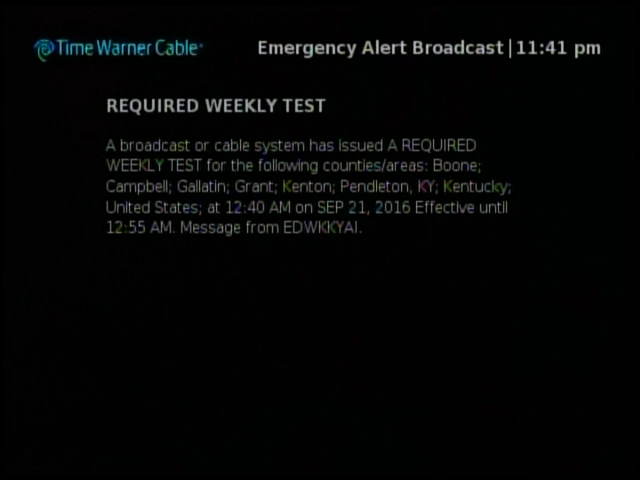 Time Warner Cable
Emergency Alert Broadcast|11:41 pm
REQUIRED WEEKLY TEST
A broadcast or cable system has issued A REQUIRED
WEEKLY TEST for the following counties/areas: Boone;
Campbell; Gallatin; Grant; Kenton; Pendleton, KY; Kentucky;
United States; at 12:40 AM on SEP 21, 2016 Effective until
12:55 AM. Message from EDWKKYAI.